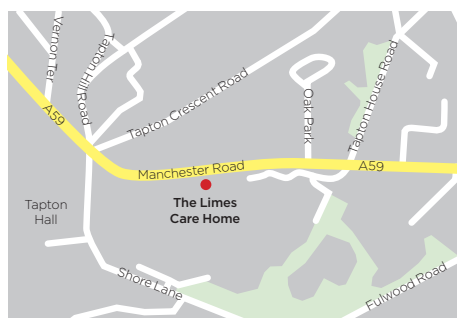 Vernon Ter
Tapton Hill Road
Tapton Crescent Road
Oak Park
Tapton House Road
A59
Manchester Road
A59
The Limes
Care Home
Tapton
Hall
Shore Lane
Fulwood Road